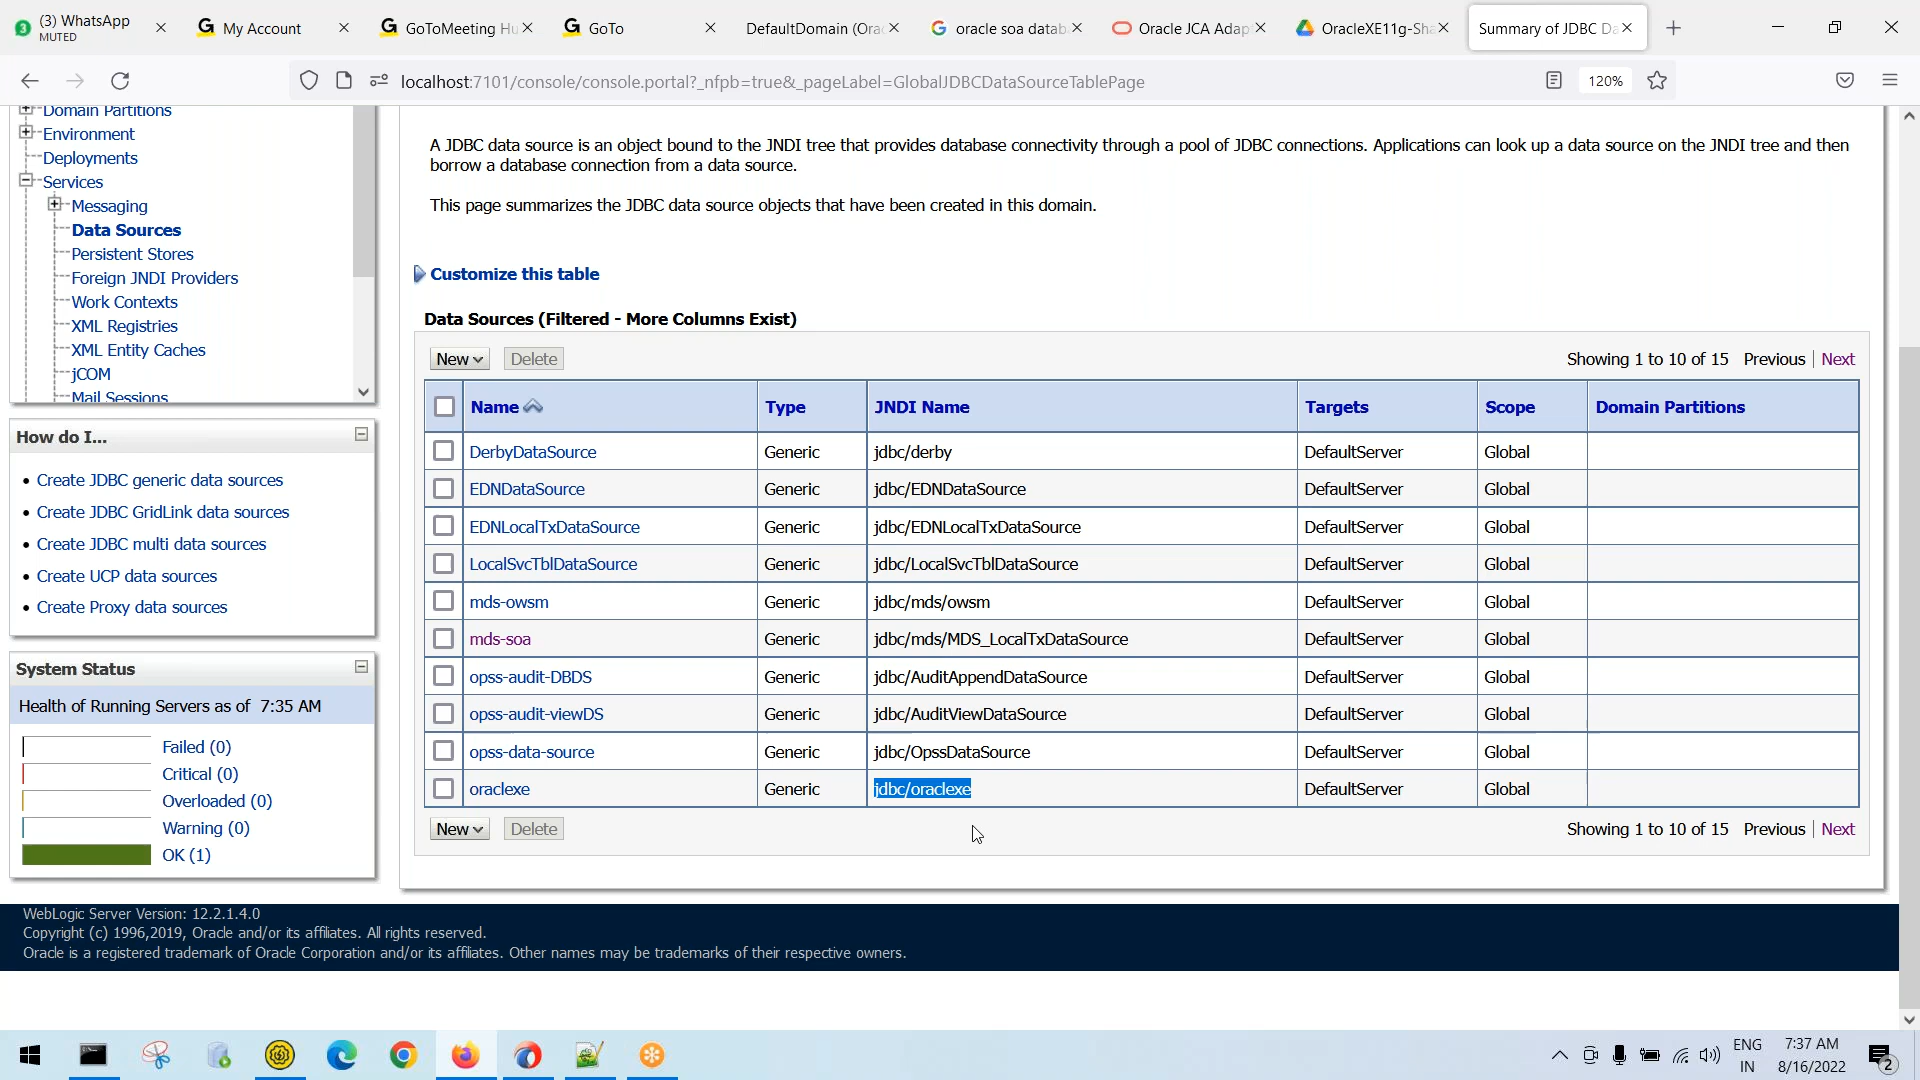 (3) WhatsApp
MUTED
My Account
GoToMeeting Hu
GoTo
DefaultDomain (Orac
oracle soa datab
Oracle JCA Adap
OracleXE11g-Sha
Summary of JDBC Da
localhost:7101/console/console.portal?_nfpb=true&_pageLabel=GlobalJDBCDataSourceTablePage
120%
Domain Partitions
Environment
Deployments
Services
Messaging
Data Sources
Persistent Stores
Foreign JNDI Providers
Work Contexts
XML Registries
XML Entity Caches
jCOM
Mail Sessions
How do I...
Create JDBC generic data sources
Create JDBC GridLink data sources
Create JDBC multi data sources
Create UCP data sources
Create Proxy data sources
System Status
Health of Running Servers as of 7:35 AM
Failed (0)
Critical (0)
Overloaded (0)
Warning (0)
OK (1)
A JDBC data source is an object bound to the JNDI tree that provides database connectivity through a pool of JDBC connections. Applications can look up a data source on the JNDI tree and then
borrow a database connection from a data source.
This page summarizes the JDBC data source objects that have been created in this domain.
Customize this table
Data Sources (Filtered - More Columns Exist)
New Delete Showing 1 to 10 of 15 Previous | Next
Name Type JNDI Name Targets Scope Domain Partitions
DerbyDataSource Generic jdbc/derby DefaultServer Global
EDNDataSource Generic jdbc/EDNDataSource DefaultServer Global
EDNLocalTxDataSource Generic jdbc/EDNLocalTxDataSource DefaultServer Global
LocalSvcTblDataSource Generic jdbc/LocalSvcTblDataSource DefaultServer Global
mds-owsm Generic jdbc/mds/owsm DefaultServer Global
mds-soa Generic jdbc/mds/MDS_LocalTxDataSource DefaultServer Global
opss-audit-DBDS Generic jdbc/AuditAppendDataSource DefaultServer Global
opss-audit-viewDS Generic jdbc/AuditViewDataSource DefaultServer Global
opss-data-source Generic jdbc/OpssDataSource DefaultServer Global
oraclexe Generic jdbc/oraclexe DefaultServer Global
New Delete Showing 1 to 10 of 15 Previous | Next
WebLogic Server Version: 12.2.1.4.0
Copyright (c) 1996,2019, Oracle and/or its affiliates. All rights reserved.
Oracle is a registered trademark of Oracle Corporation and/or its affiliates. Other names may be trademarks of their respective owners.
ENG
IN
7:37 AM
8/16/2022
2